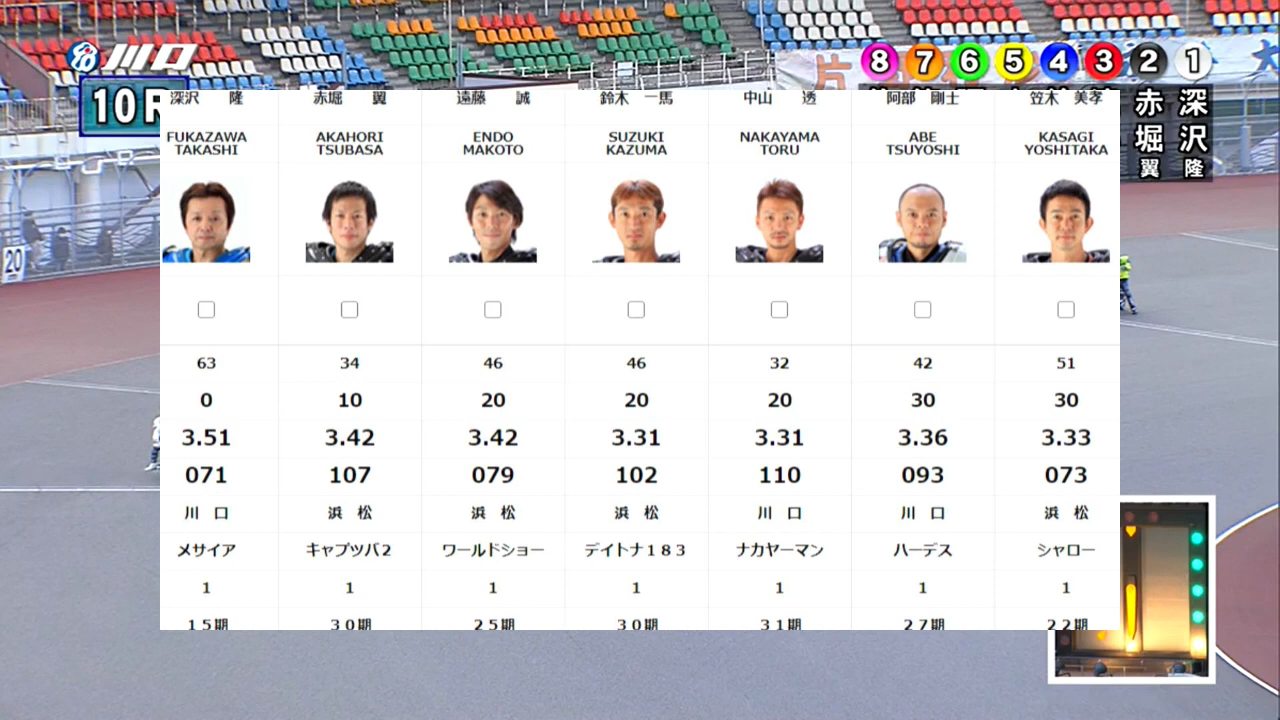 川口
8 7 6 5 4 3 2 1
10R
赤堀翼
深沢隆
20
深沢 隆 赤堀 翼 遠藤 誠 鈴木 一馬 中山 透 阿部 剛士 笠木 美孝
FUKAZAWA TAKASHI AKAHORI TSUBASA ENDO MAKOTO SUZUKI KAZUMA NAKAYAMA TORU ABE TSUYOSHI KASAGI YOSHITAKA
63 34 46 46 32 42 51
0 10 20 20 20 30 30
3.51 3.42 3.42 3.31 3.31 3.36 3.33
071 107 079 102 110 093 073
川口 浜松 浜松 浜松 川口 川口 浜松
メサイア キャプツバ2 ワールドショー デイトナ183 ナカヤーマン ハーデス シャロー
1 1 1 1 1 1 1
15期 30期 25期 30期 31期 27期 22期